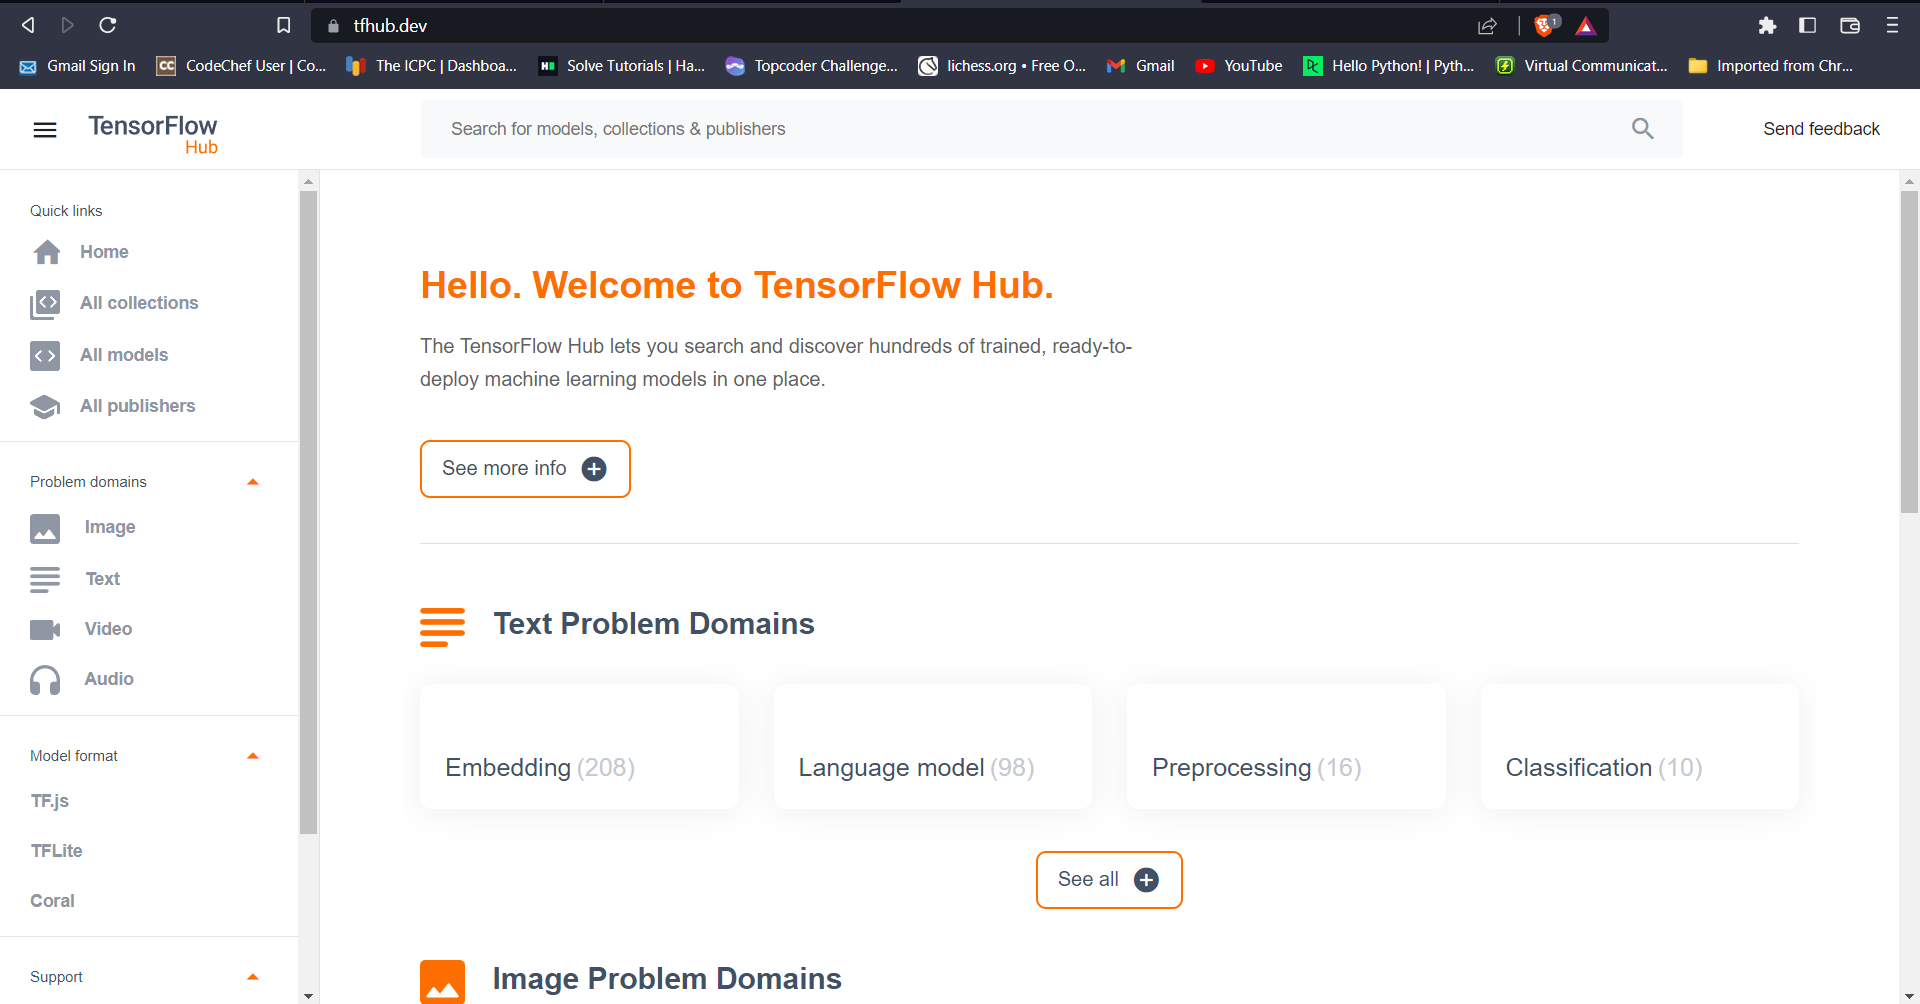 tfhub.dev
1
Gmail Sign In
CC
CodeChef User | Co...
The ICPC | Dashboa...
H
Solve Tutorials | Ha...
Topcoder Challenge...
lichess.org • Free O...
Gmail
YouTube
DC
Hello Python! | Pyth...
Virtual Communicat...
Imported from Chr...
TensorFlow
Hub
Search for models, collections & publishers
Send feedback
Quick links
Home
All collections
All models
All publishers
Problem domains
Image
Text
Video
Audio
Model format
TF.js
TFLite
Coral
Support
Hello. Welcome to TensorFlow Hub.
The TensorFlow Hub lets you search and discover hundreds of trained, ready-to-
deploy machine learning models in one place.
See more info
Text Problem Domains
Embedding (208)
Language model (98)
Preprocessing (16)
Classification (10)
See all
Image Problem Domains